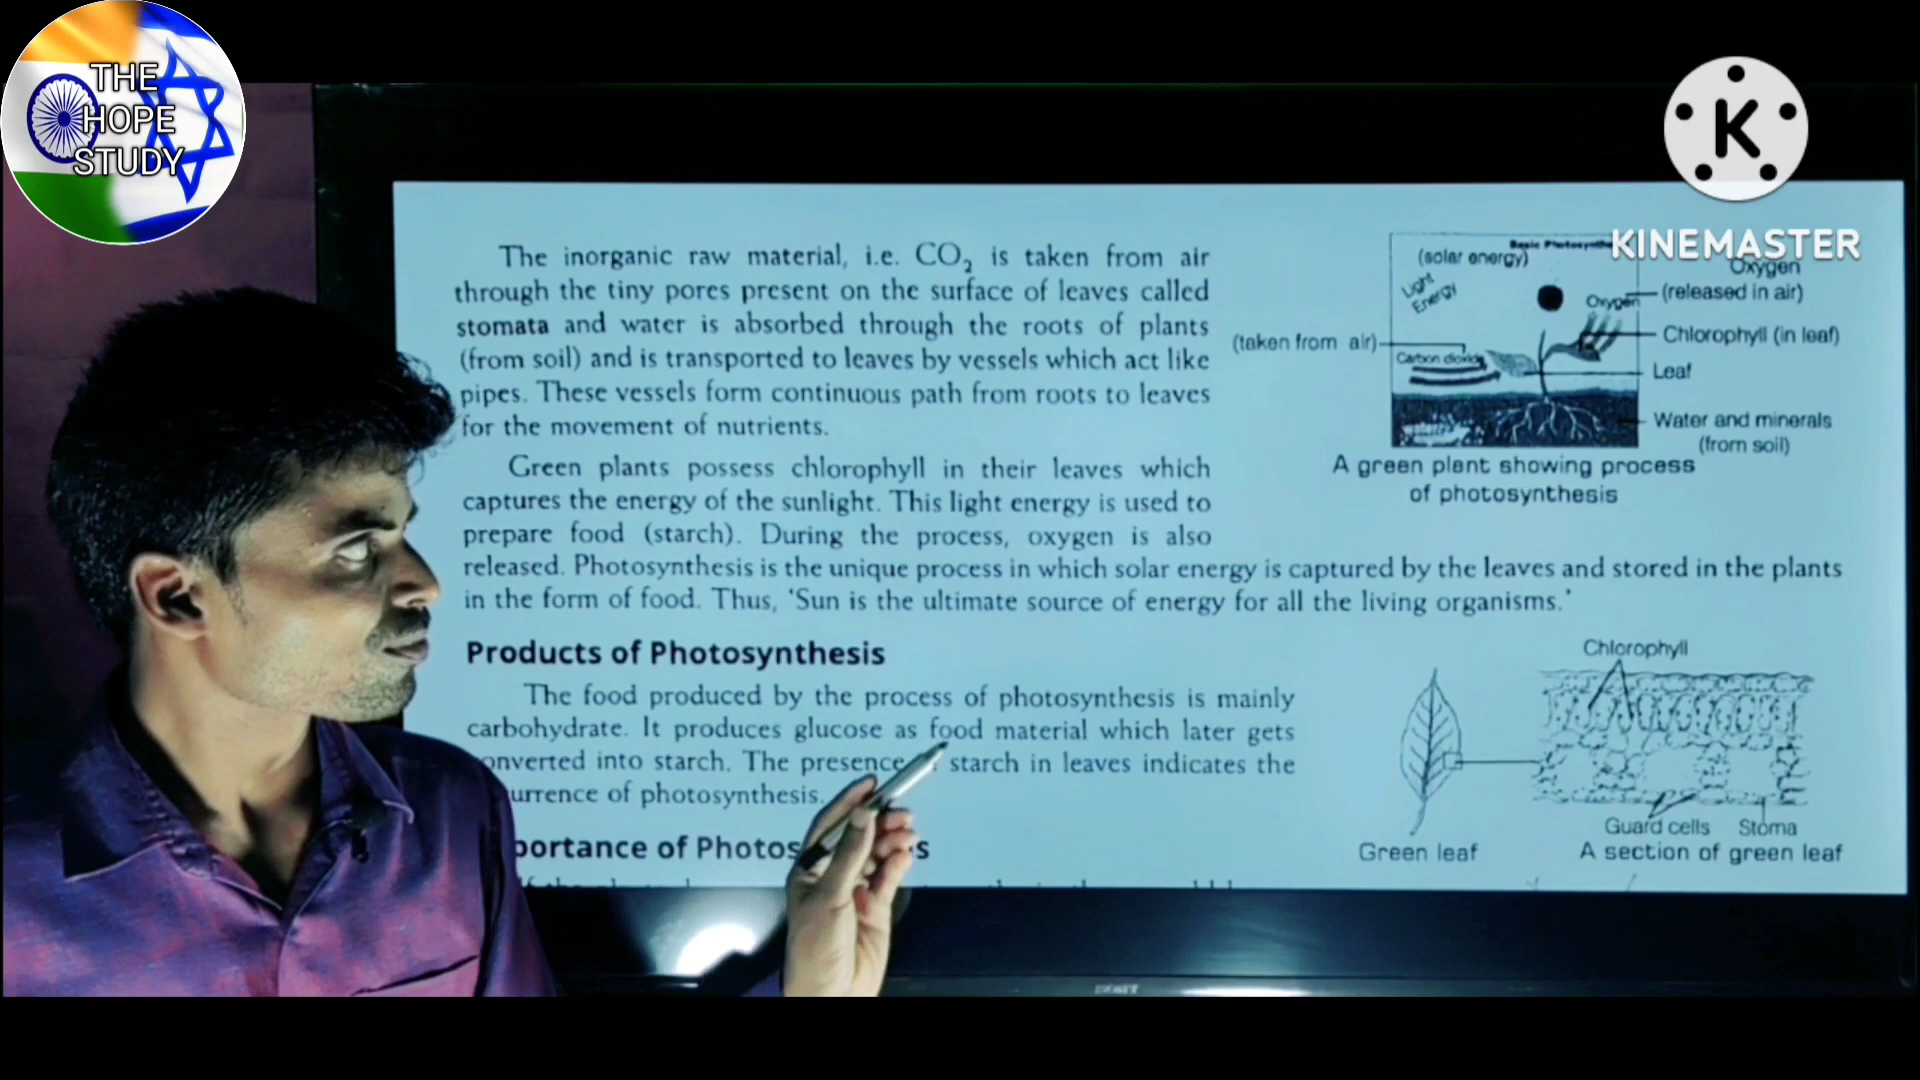 THE
HOPE
STUDY
KINEMASTER
The inorganic raw material, i.e. CO₂ is taken from air
through the tiny pores present on the surface of leaves called
stomata and water is absorbed through the roots of plants
(from soil) and is transported to leaves by vessels which act like
pipes. These vessels form continuous path from roots to leaves
for the movement of nutrients.
Green plants possess chlorophyll in their leaves which
captures the energy of the sunlight. This light energy is used to
prepare food (starch). During the process, oxygen is also
released. Photosynthesis is the unique process in which solar energy is captured by the leaves and stored in the plants
in the form of food. Thus, 'Sun is the ultimate source of energy for all the living organisms.'
(solar energy)
Light
Energy
Oxygen
Oxygen
(released in air)
Chlorophyll (in leaf)
(taken from air)
Carbon dioxide
Leaf
Water and minerals
(from soil)
A green plant showing process
of photosynthesis
Products of Photosynthesis
The food produced by the process of photosynthesis is mainly
carbohydrate. It produces glucose as food material which later gets
onverted into starch. The presence starch in leaves indicates the
urrence of photosynthesis.
portance of Photos s
Chlorophyll
Guard cells Stoma
Green leaf
A section of green leaf
SONY